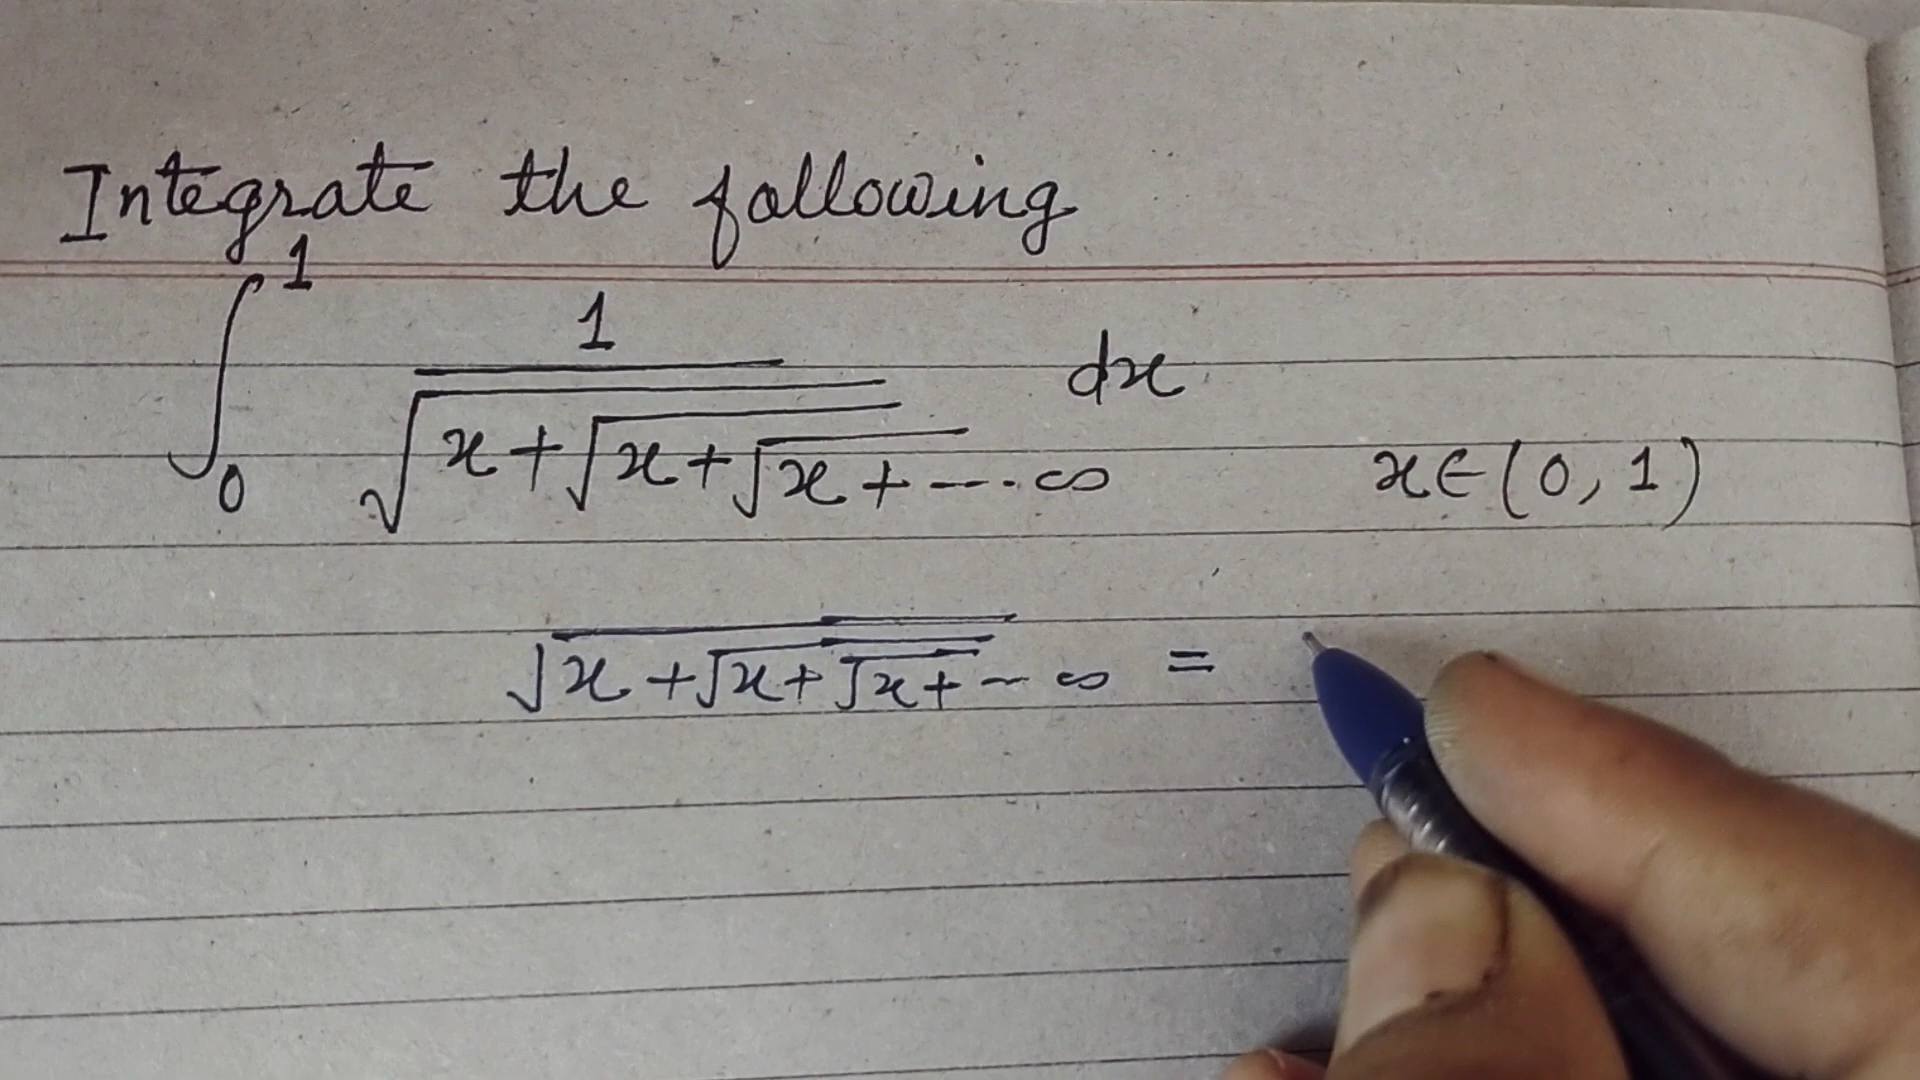 Integrate the following
∫₀¹ 1/√(x+√(x+√(x+----∞))) dx x∈(0,1)
√(x+√(x+√(x+--∞))) =